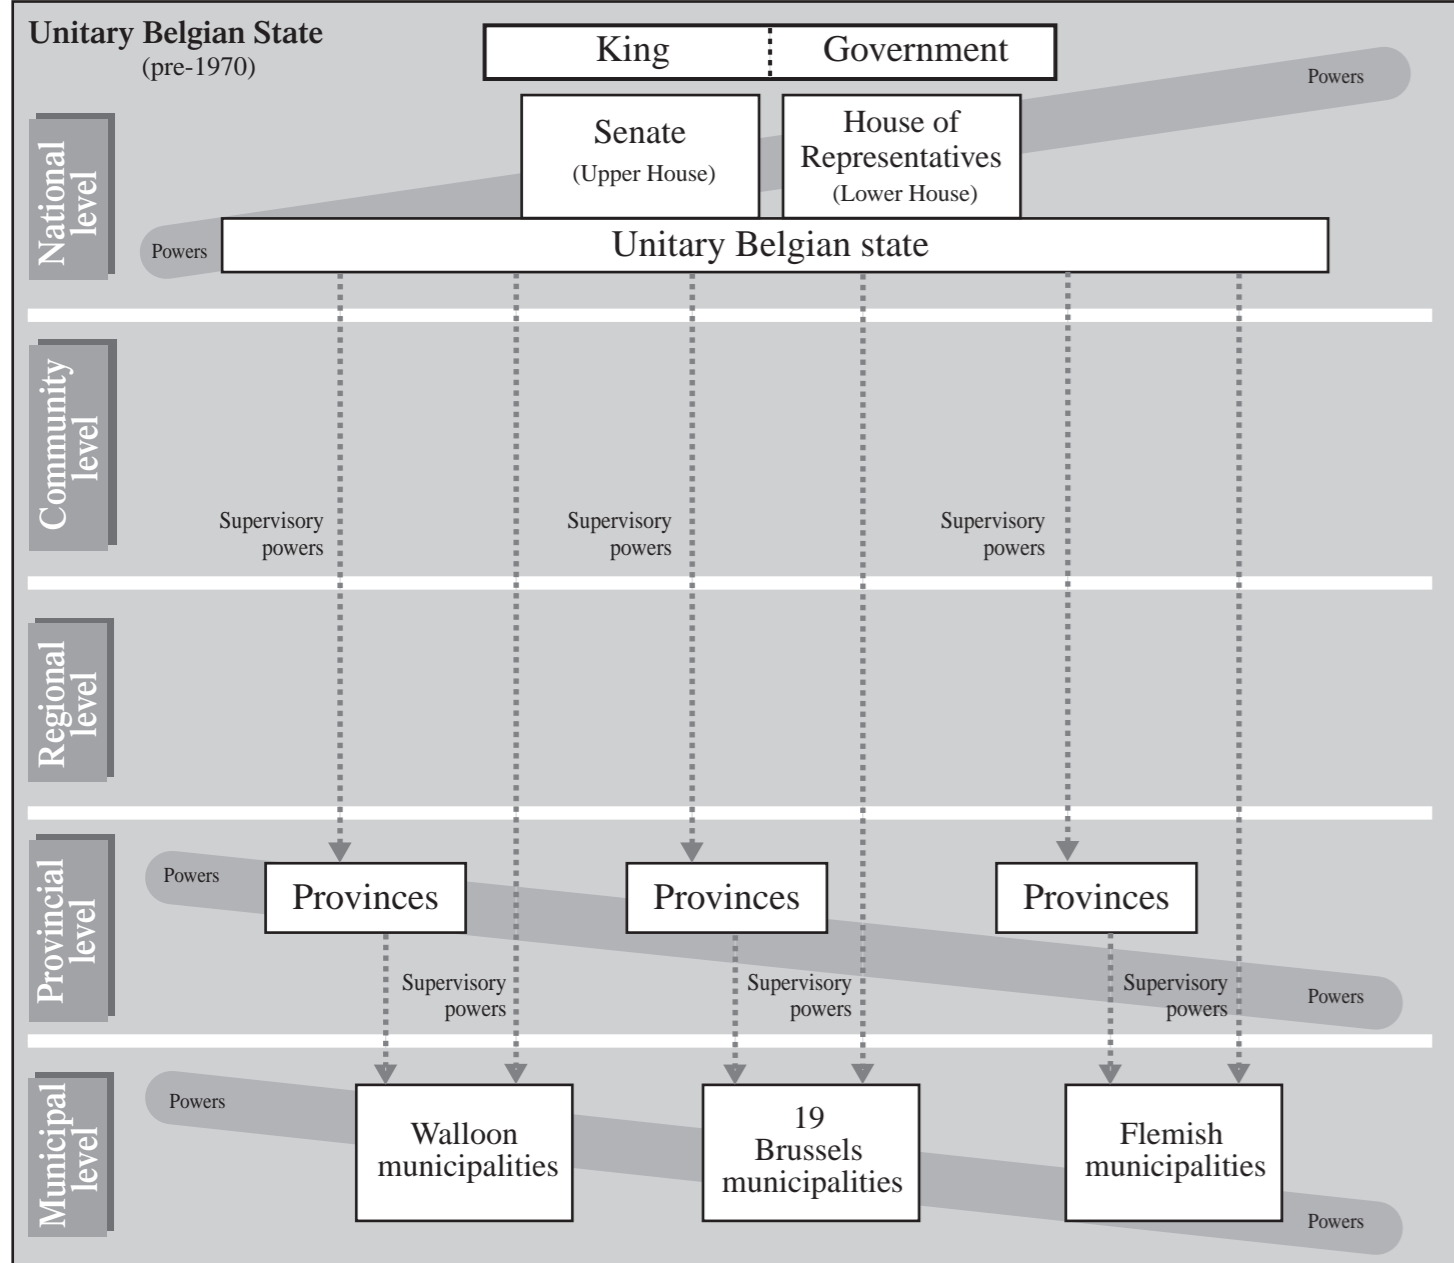 Unitary Belgian State
(pre-1970)
King
Government
Powers
Senate
(Upper House)
House of
Representatives
(Lower House)
National
level
Powers
Unitary Belgian state
Community
level
Supervisory
powers
Supervisory
powers
Supervisory
powers
Regional
level
Provincial
level
Powers
Provinces
Provinces
Provinces
Supervisory
powers
Supervisory
powers
Supervisory
powers
Powers
Municipal
level
Powers
Walloon
municipalities
19
Brussels
municipalities
Flemish
municipalities
Powers